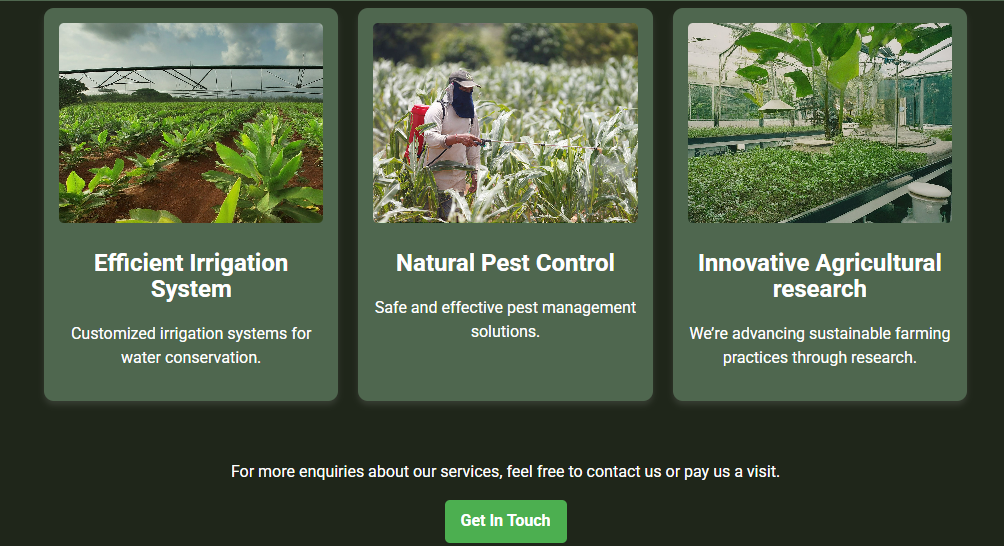 Efficient Irrigation
System
Customized irrigation systems for
water conservation.
Natural Pest Control
Safe and effective pest management
solutions.
Innovative Agricultural
research
We’re advancing sustainable farming
practices through research.
For more enquiries about our services, feel free to contact us or pay us a visit.
Get In Touch